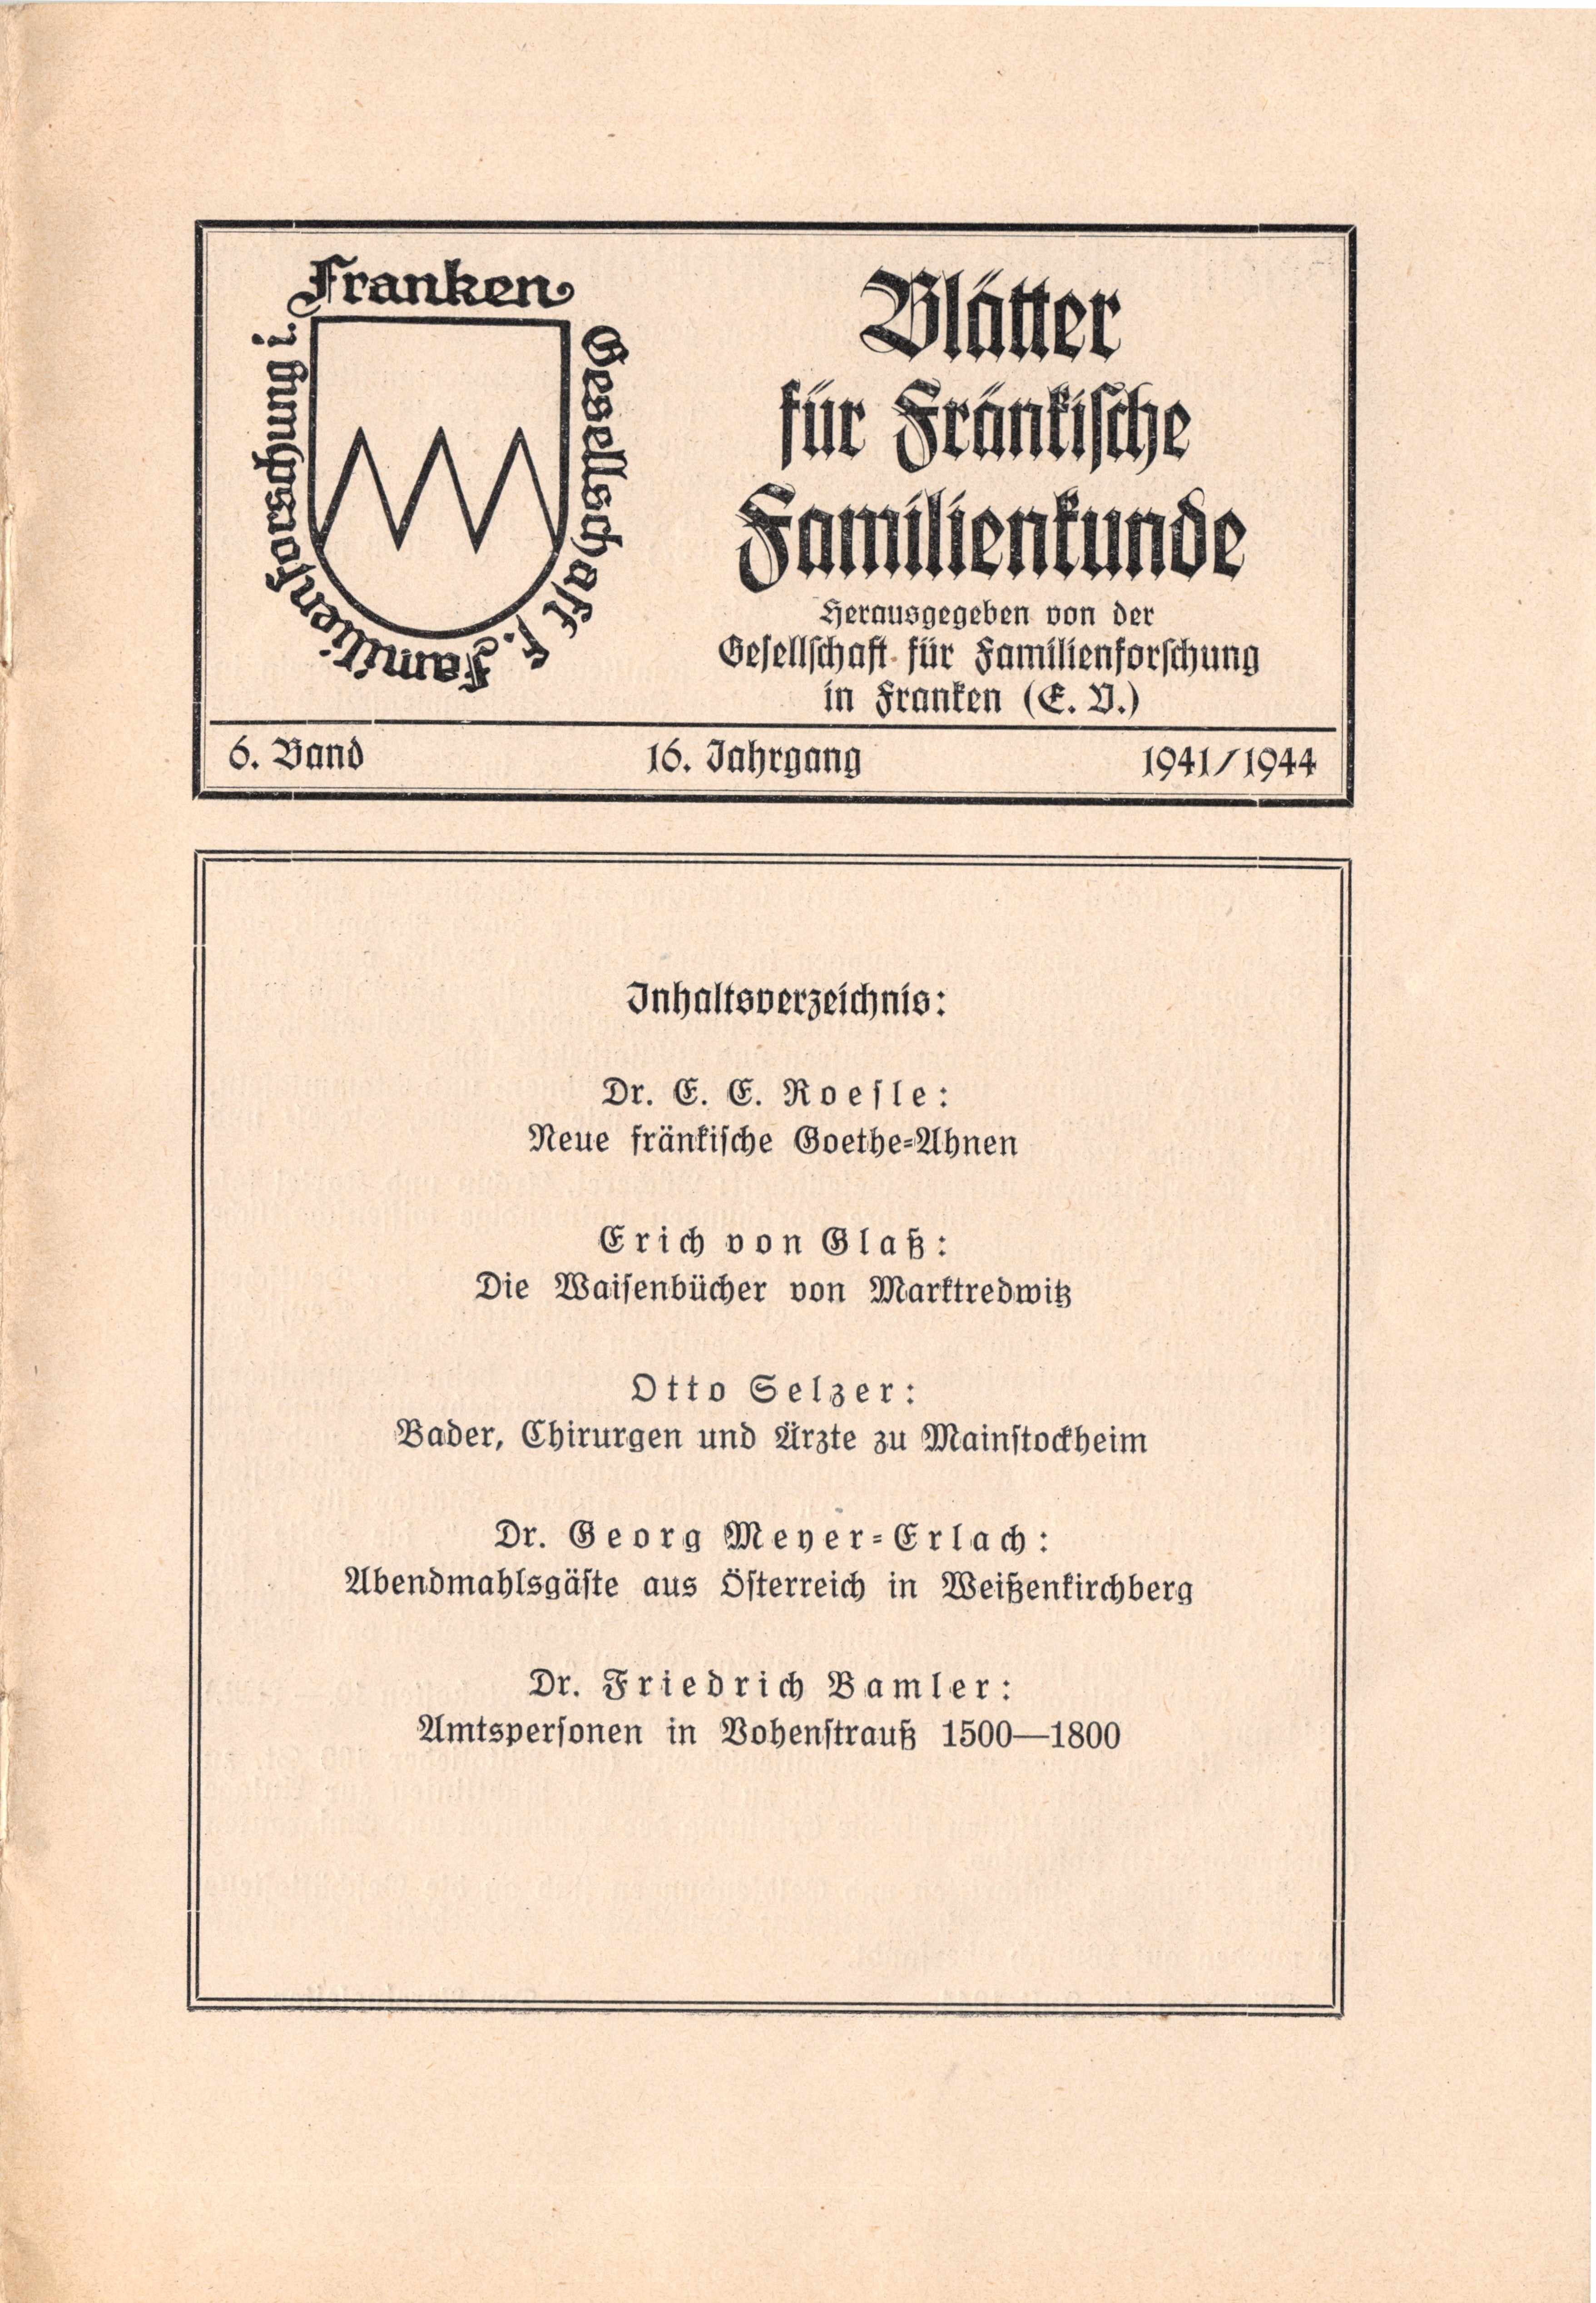 Gesellschaft f. Familienforschung i. Franken
Blätter
für Fränkische
Familienkunde
Herausgegeben von der
Gesellschaft für Familienforschung
in Franken (E. V.)
6. Band 16. Jahrgang 1941/1944
Inhaltsverzeichnis:
Dr. E. E. Roesle:
Neue fränkische Goethe-Ahnen
Erich von Glaß:
Die Waisenbücher von Marktredwitz
Otto Selzer:
Bader, Chirurgen und Ärzte zu Mainstockheim
Dr. Georg Meyer-Erlach:
Abendmahlsgäste aus Österreich in Weißenkirchberg
Dr. Friedrich Bamler:
Amtspersonen in Vohenstrauß 1500—1800